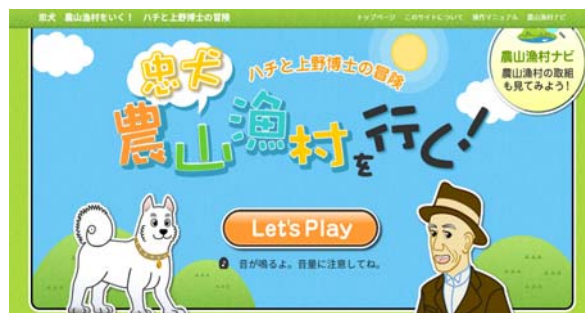 忠犬 農山漁村をいく！ ハチと上野博士の冒険
トップページ このサイトについて 操作マニュアル 農山漁村ナビ
農山漁村ナビ
農山漁村の取組
も見てみよう！
忠犬
ハチと上野博士の冒険
農山漁村を行く！
Let's Play
音が鳴るよ。音量に注意してね。